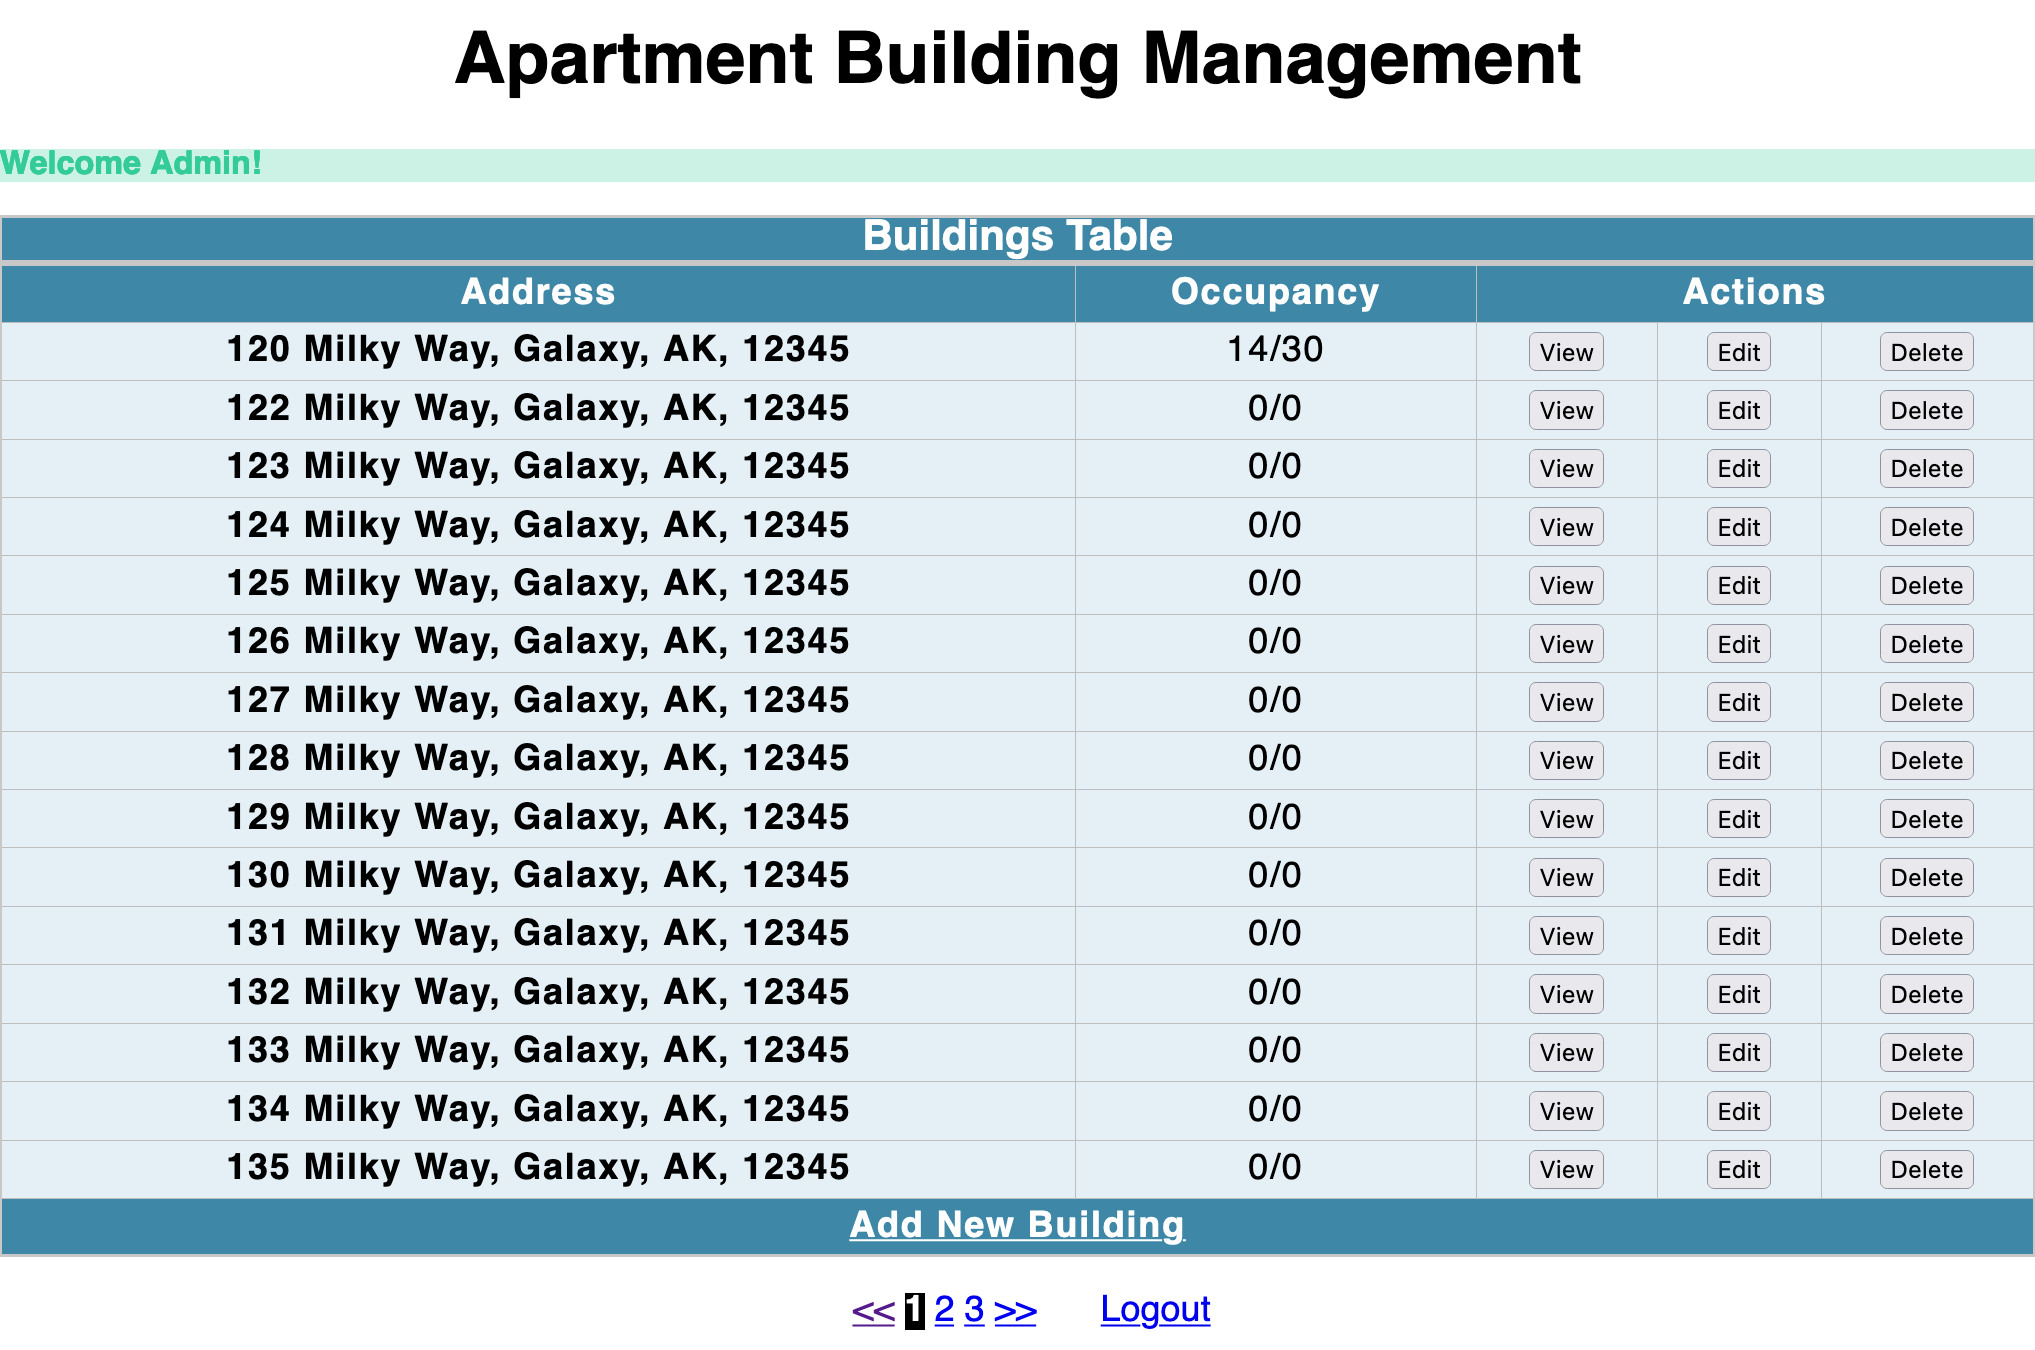 Apartment Building Management
Welcome Admin!
Buildings Table
Address Occupancy Actions
120 Milky Way, Galaxy, AK, 12345 14/30 View Edit Delete
122 Milky Way, Galaxy, AK, 12345 0/0 View Edit Delete
123 Milky Way, Galaxy, AK, 12345 0/0 View Edit Delete
124 Milky Way, Galaxy, AK, 12345 0/0 View Edit Delete
125 Milky Way, Galaxy, AK, 12345 0/0 View Edit Delete
126 Milky Way, Galaxy, AK, 12345 0/0 View Edit Delete
127 Milky Way, Galaxy, AK, 12345 0/0 View Edit Delete
128 Milky Way, Galaxy, AK, 12345 0/0 View Edit Delete
129 Milky Way, Galaxy, AK, 12345 0/0 View Edit Delete
130 Milky Way, Galaxy, AK, 12345 0/0 View Edit Delete
131 Milky Way, Galaxy, AK, 12345 0/0 View Edit Delete
132 Milky Way, Galaxy, AK, 12345 0/0 View Edit Delete
133 Milky Way, Galaxy, AK, 12345 0/0 View Edit Delete
134 Milky Way, Galaxy, AK, 12345 0/0 View Edit Delete
135 Milky Way, Galaxy, AK, 12345 0/0 View Edit Delete
Add New Building
<< 1 2 3 >> Logout